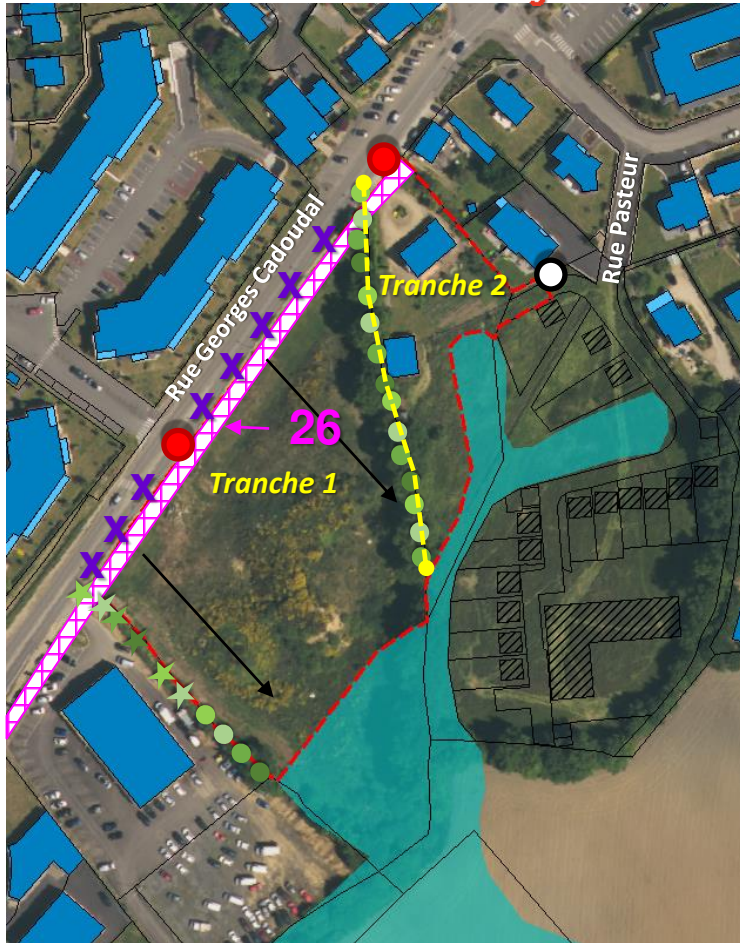 Rue Pasteur
Rue Georges Cadoudal
Tranche 2
X
X
X
X
X
26
Tranche 1
X
X
X